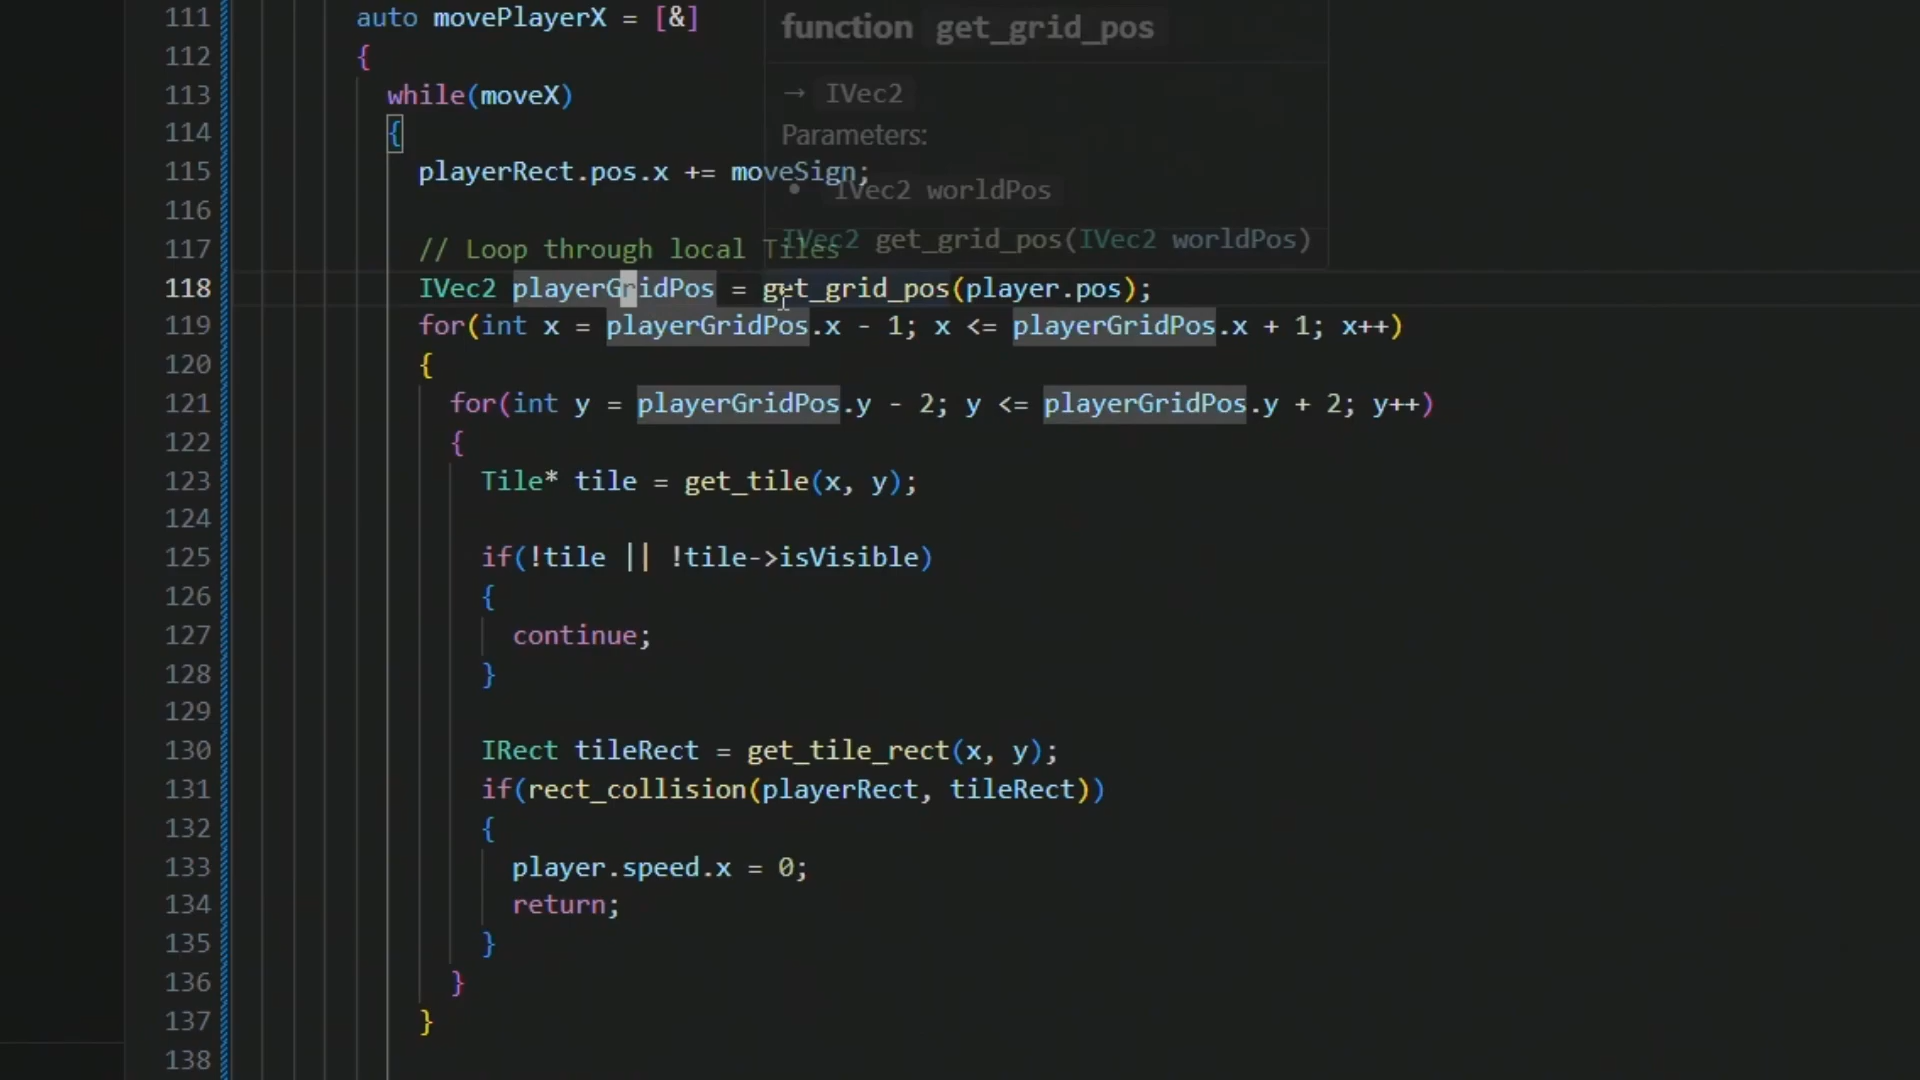 111 auto movePlayerX = [&]
112 {
113 while(moveX)
114 {
115 playerRect.pos.x += moveSign;
116
117 // Loop through local Tiles
118 IVec2 playerGridPos = get_grid_pos(player.pos);
119 for(int x = playerGridPos.x - 1; x <= playerGridPos.x + 1; x++)
120 {
121 for(int y = playerGridPos.y - 2; y <= playerGridPos.y + 2; y++)
122 {
123 Tile* tile = get_tile(x, y);
124
125 if(!tile || !tile->isVisible)
126 {
127 continue;
128 }
129
130 IRect tileRect = get_tile_rect(x, y);
131 if(rect_collision(playerRect, tileRect))
132 {
133 player.speed.x = 0;
134 return;
135 }
136 }
137 }
138
function get_grid_pos
→ IVec2
Parameters:
• IVec2 worldPos
IVec2 get_grid_pos(IVec2 worldPos)